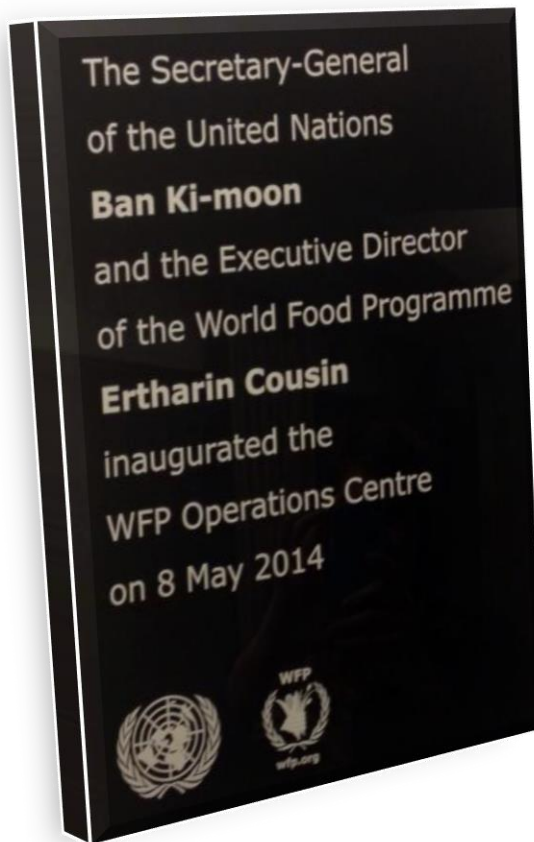 The Secretary-General
of the United Nations
Ban Ki-moon
and the Executive Director
of the World Food Programme
Ertharin Cousin
inaugurated the
WFP Operations Centre
on 8 May 2014
WFP
wfp.org